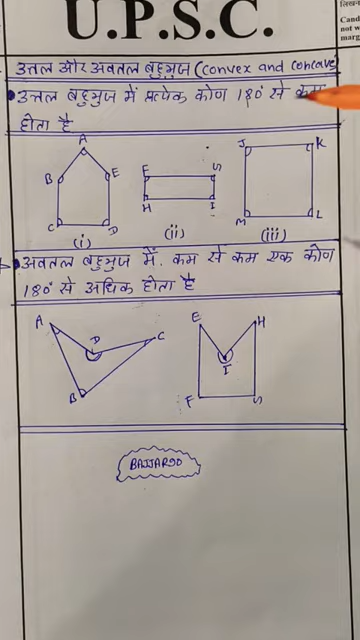 U.P.S.C.
उत्तल और अवतल बहुभुज (Convex and concave)
•उत्तल बहुभुज में प्रत्येक कोण 180° से कम
होता है
A
B
E
C
D
(i)
E
S
H
I
(ii)
J
K
M
L
(iii)
•अवतल बहुभुज में. कम से कम एक कोण
180° से अधिक होता है
A
D
C
B
E
H
I
F
S
BAJJAR90